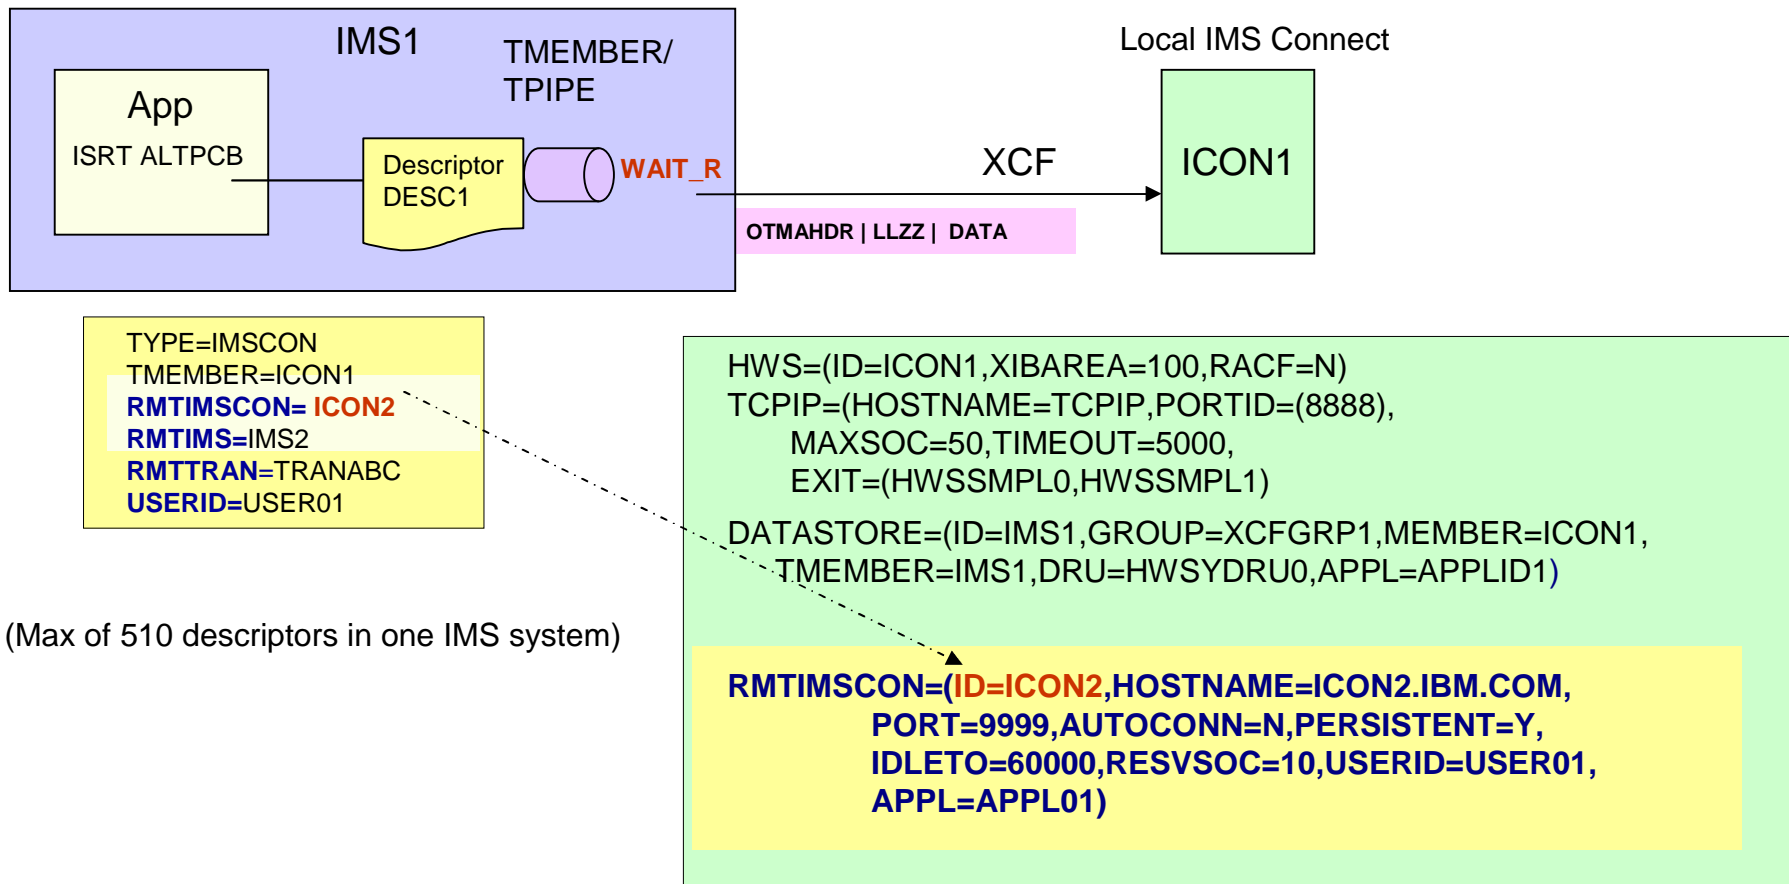 IMS1
TMEMBER/
TPIPE
Local IMS Connect
App
ISRT ALTPCB
Descriptor
DESC1
WAIT_R
XCF
ICON1
OTMAHDR | LLZZ | DATA
TYPE=IMSCON
TMEMBER=ICON1
RMTIMSCON= ICON2
RMTIMS=IMS2
RMTTRAN=TRANABC
USERID=USER01
(Max of 510 descriptors in one IMS system)
HWS=(ID=ICON1,XIBAREA=100,RACF=N)
TCPIP=(HOSTNAME=TCPIP,PORTID=(8888),
MAXSOC=50,TIMEOUT=5000,
EXIT=(HWSSMPL0,HWSSMPL1)
DATASTORE=(ID=IMS1,GROUP=XCFGRP1,MEMBER=ICON1,
TMEMBER=IMS1,DRU=HWSYDRU0,APPL=APPLID1)
RMTIMSCON=(ID=ICON2,HOSTNAME=ICON2.IBM.COM,
PORT=9999,AUTOCONN=N,PERSISTENT=Y,
IDLETO=60000,RESVSOC=10,USERID=USER01,
APPL=APPL01)